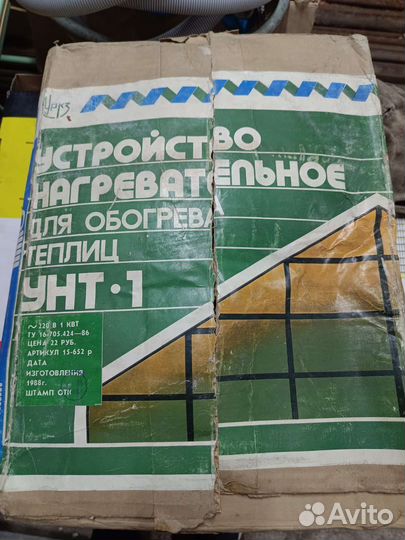 УРКЗ
УСТРОЙСТВО
НАГРЕВАТЕЛЬНОЕ
ДЛЯ ОБОГРЕВА
ТЕПЛИЦ
УНТ·1
~ 220 В 1 КВТ
ТУ 16-705.424—86
ЦЕНА 22 РУБ.
АРТИКУЛ 15-652 р
ДАТА
ИЗГОТОВЛЕНИЯ
1988г.
ШТАМП ОТК
Avito